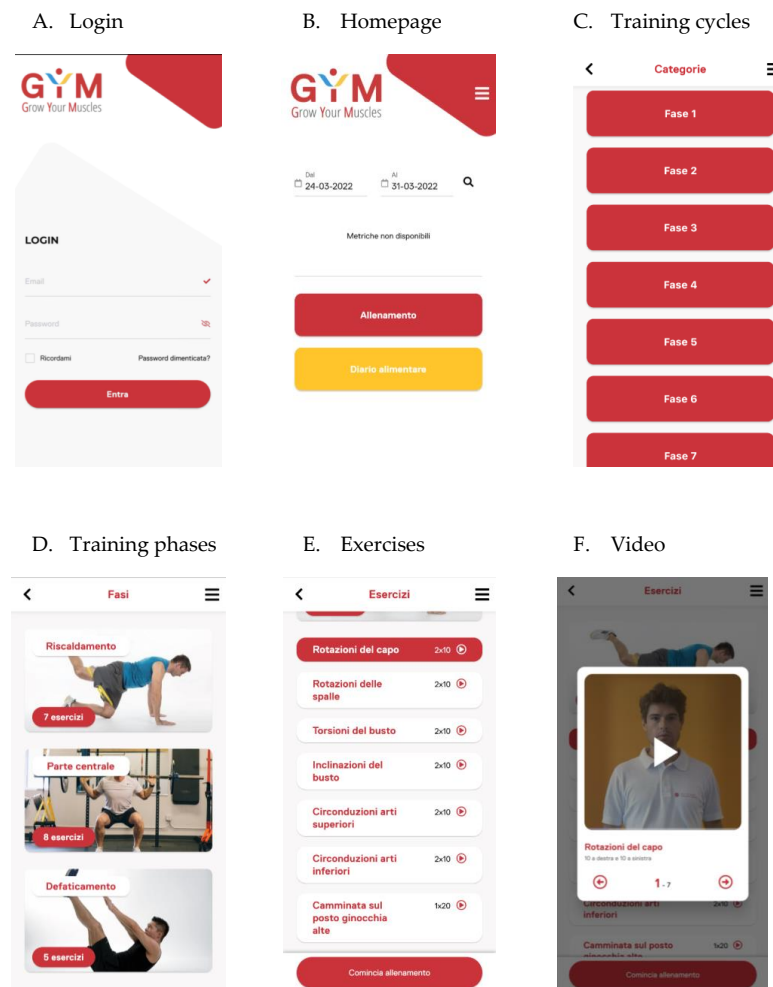 A. Login
GYM
Grow Your Muscles
LOGIN
Email
Password
Ricordami Password dimenticata?
Entra
B. Homepage
GYM
Grow Your Muscles
Dal Al
24-03-2022 31-03-2022
Metriche non disponibili
Allenamento
Diario alimentare
C. Training cycles
Categorie
Fase 1
Fase 2
Fase 3
Fase 4
Fase 5
Fase 6
Fase 7
D. Training phases
Fasi
Riscaldamento
7 esercizi
Parte centrale
8 esercizi
Defaticamento
5 esercizi
E. Exercises
Esercizi
Rotazioni del capo 2x10
Rotazioni delle 2x10
spalle
Torsioni del busto 2x10
Inclinazioni del 2x10
busto
Circonduzioni arti 2x10
superiori
Circonduzioni arti 2x10
inferiori
Camminata sul 1x20
posto ginocchia
alte
Comincia allenamento
F. Video
Esercizi
Rotazioni del capo
10 a destra e 10 a sinistra
1 - 7
Circonduzioni arti 2x10
inferiori
Camminata sul posto 1x20
ginocchia alte
Comincia allenamento